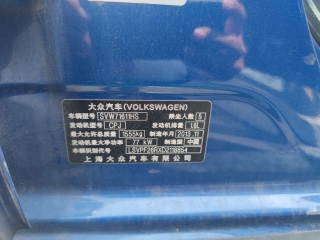 大众汽车(VOLKSWAGEN)
车辆型号 SVW71611HS 乘坐人数 5
发动机型号 CPJ 发动机排量 1.6L
最大允许总质量 1555kg 制造年月 2013.11
发动机最大净功率 77 kW 制造国 中国
车辆识别代号 LSVPF26RXD2118854
上海大众汽车有限公司